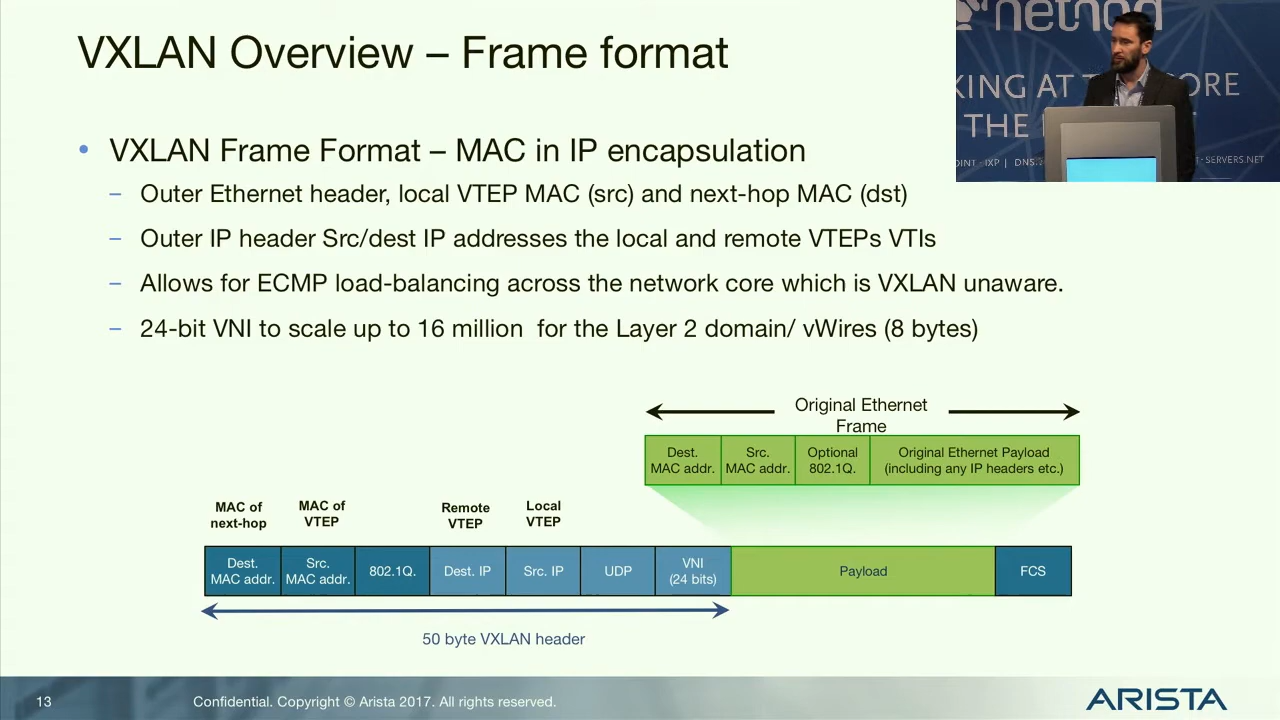 VXLAN Overview – Frame format
nethod
KING AT T ORE
THE
OINT · IXP | DNS
T · SERVERS.NET
• VXLAN Frame Format – MAC in IP encapsulation
– Outer Ethernet header, local VTEP MAC (src) and next-hop MAC (dst)
– Outer IP header Src/dest IP addresses the local and remote VTEPs VTIs
– Allows for ECMP load-balancing across the network core which is VXLAN unaware.
– 24-bit VNI to scale up to 16 million for the Layer 2 domain/ vWires (8 bytes)
Original Ethernet
Frame
Dest.
MAC addr.
Src.
MAC addr.
Optional
802.1Q.
Original Ethernet Payload
(including any IP headers etc.)
MAC of
next-hop
MAC of
VTEP
Remote
VTEP
Local
VTEP
Dest.
MAC addr.
Src.
MAC addr.
802.1Q.
Dest. IP
Src. IP
UDP
VNI
(24 bits)
Payload
FCS
50 byte VXLAN header
13
Confidential. Copyright © Arista 2017. All rights reserved.
ARISTA